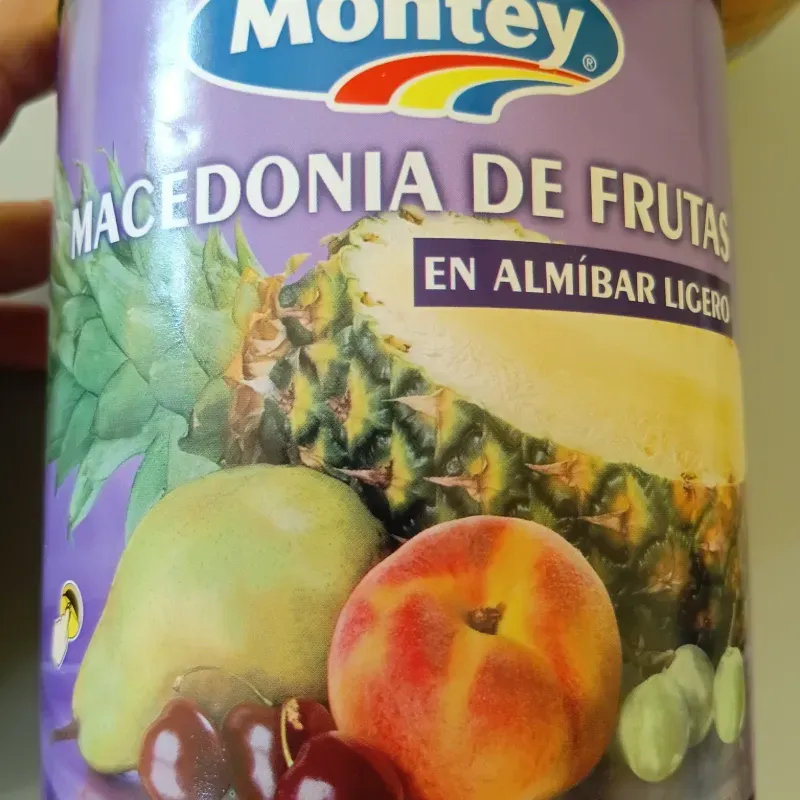 Montey®
MACEDONIA DE FRUTAS
EN ALMÍBAR LIGERO